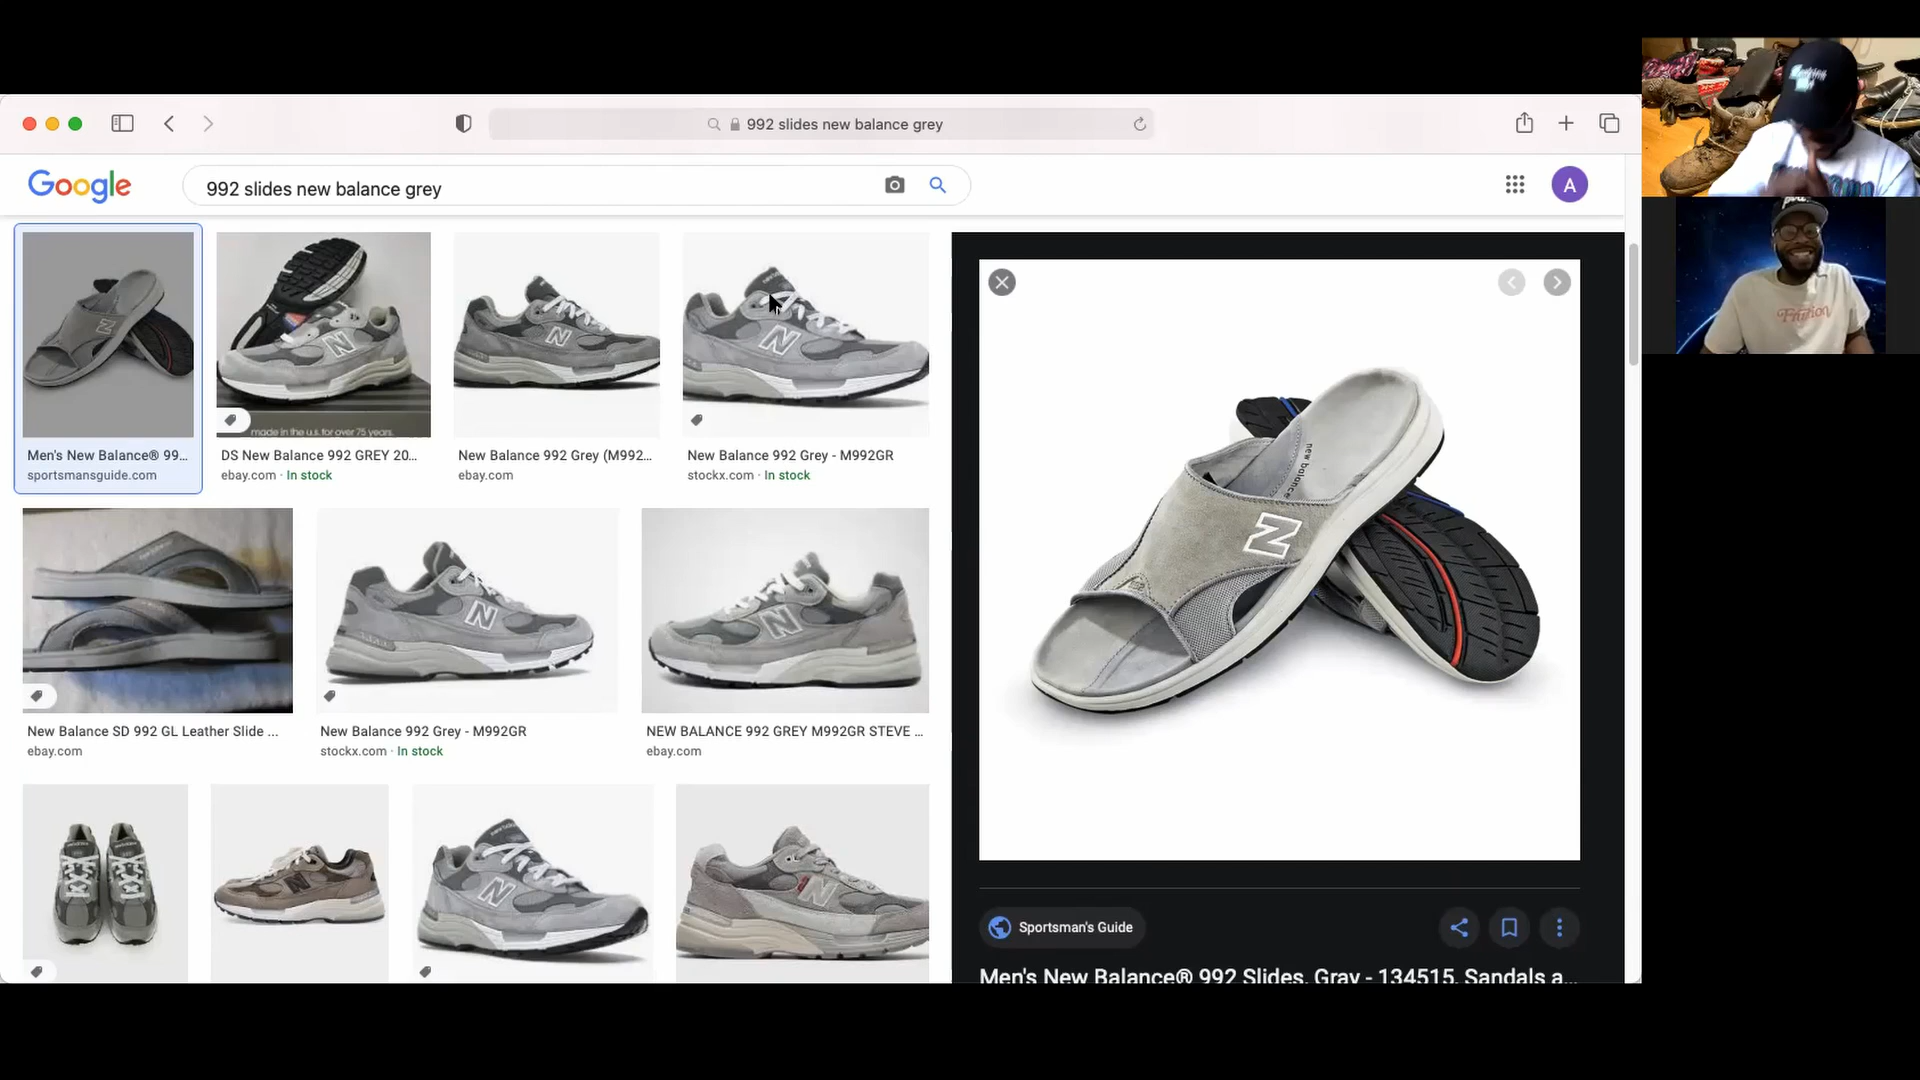 992 slides new balance grey
Google
992 slides new balance grey
A
made in the u.s. for over 75 years.
Men's New Balance® 99...
sportsmansguide.com
DS New Balance 992 GREY 20...
ebay.com · In stock
New Balance 992 Grey (M992...
ebay.com
New Balance 992 Grey - M992GR
stockx.com · In stock
New Balance SD 992 GL Leather Slide ...
ebay.com
New Balance 992 Grey - M992GR
stockx.com · In stock
NEW BALANCE 992 GREY M992GR STEVE ...
ebay.com
new balance
N
Sportsman's Guide
Men's New Balance® 992 Slides, Gray - 134515, Sandals a...